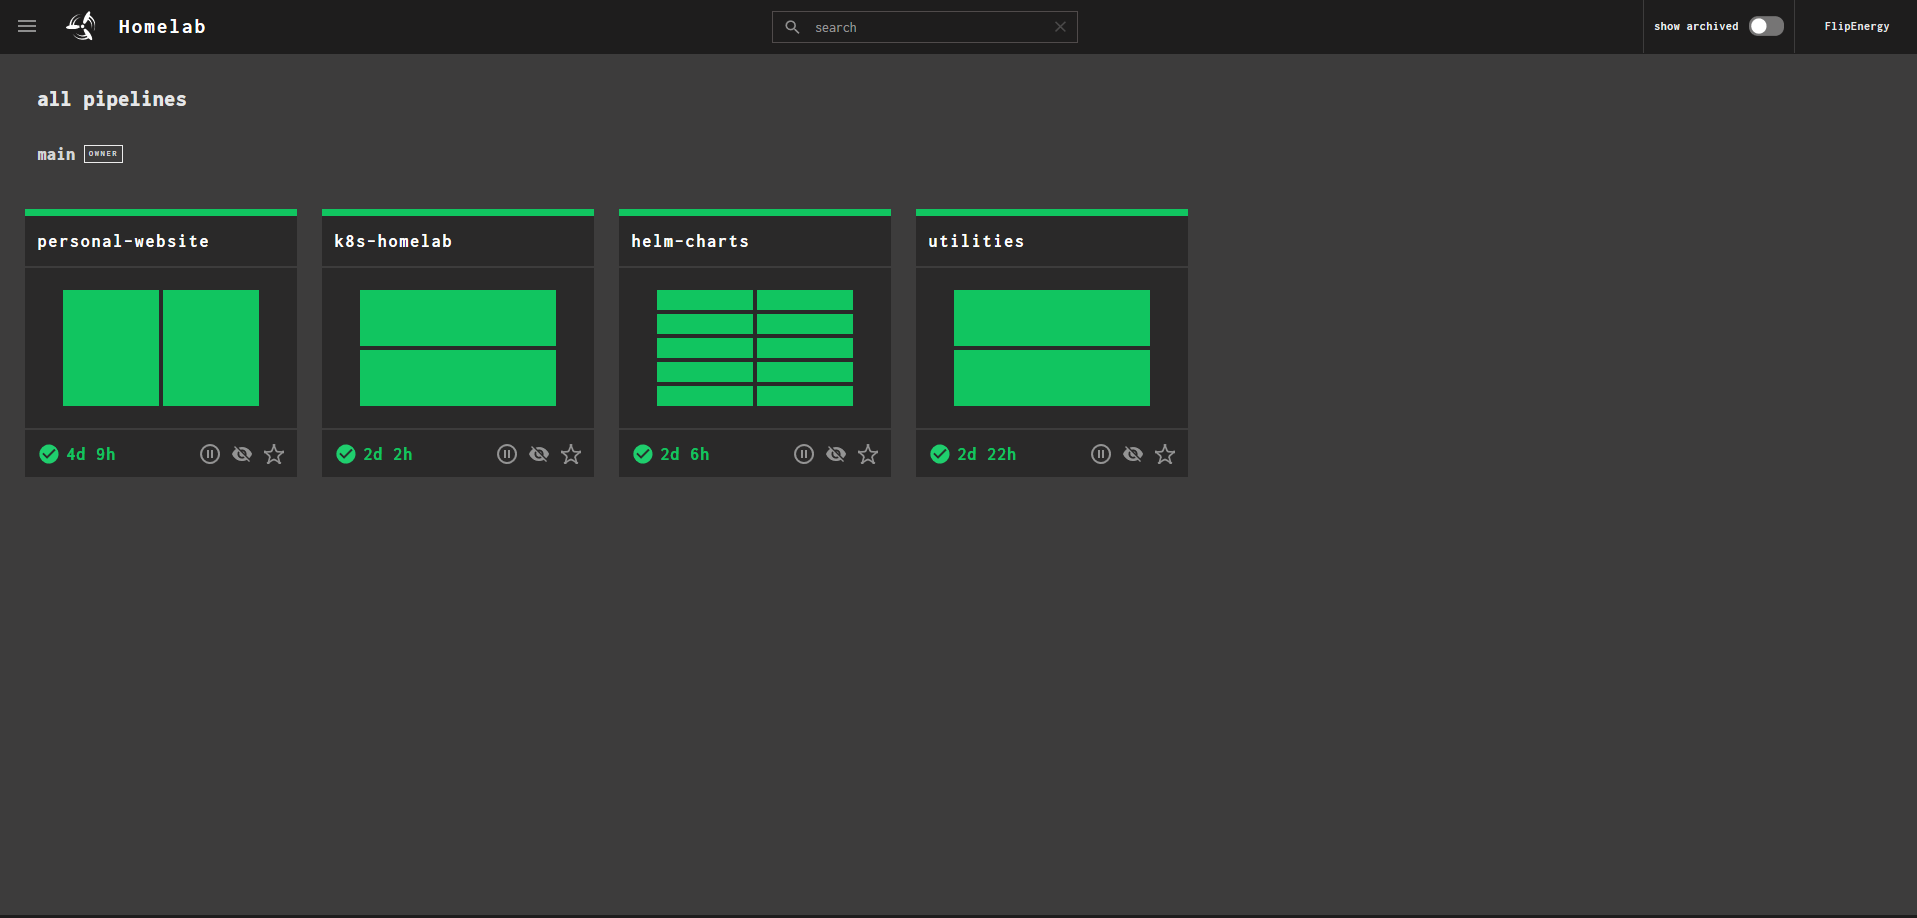 Homelab
search
show archived
FlipEnergy
all pipelines
main OWNER
personal-website
k8s-homelab
helm-charts
utilities
4d 9h
2d 2h
2d 6h
2d 22h